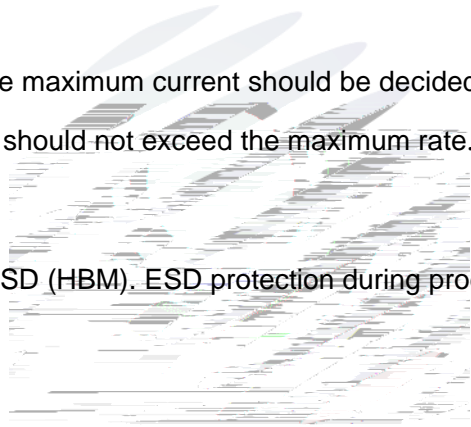 e maximum current should be decided
should not exceed the maximum rate.
SD (HBM). ESD protection during pro